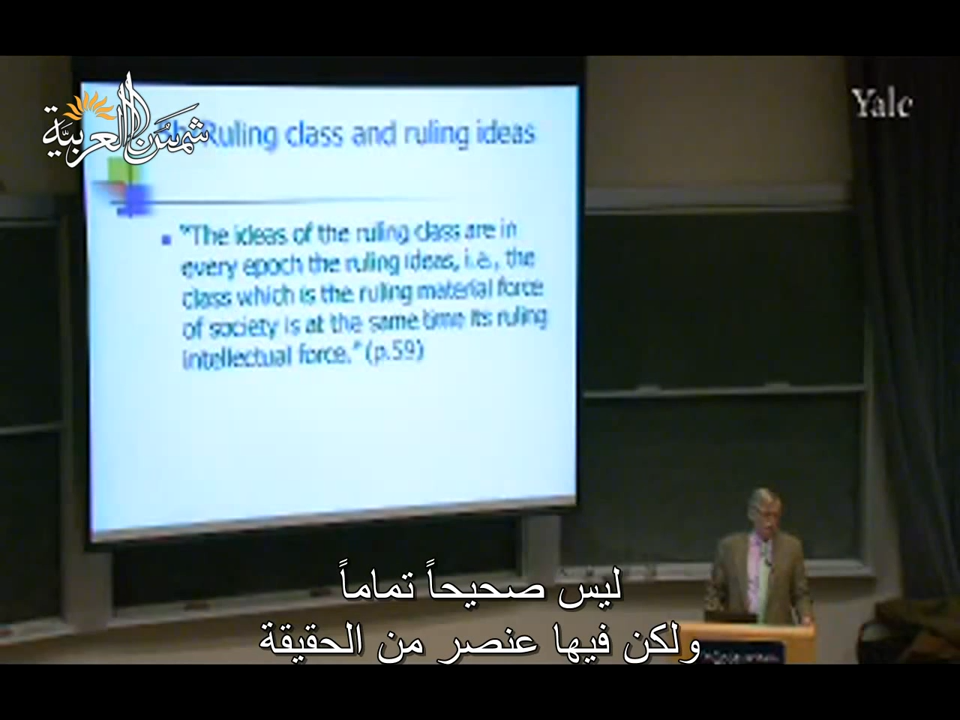 شمس العربية
Yale
Ruling class and ruling ideas
"The ideas of the ruling class are in
every epoch the ruling ideas, i.e., the
class which is the ruling material force
of society is at the same time its ruling
intellectual force." (p.59)
ليس صحيحاً تماماً
ولكن فيها عنصر من الحقيقة